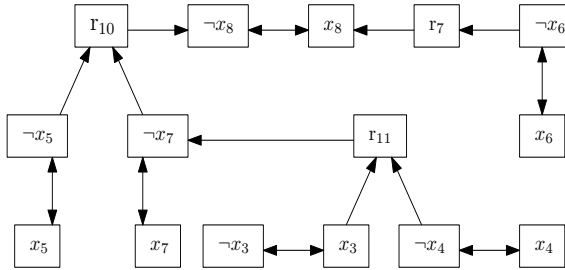 r₁₀ ¬x₈ x₈ r₇ ¬x₆
¬x₅ ¬x₇ r₁₁ x₆
x₅ x₇ ¬x₃ x₃ ¬x₄ x₄